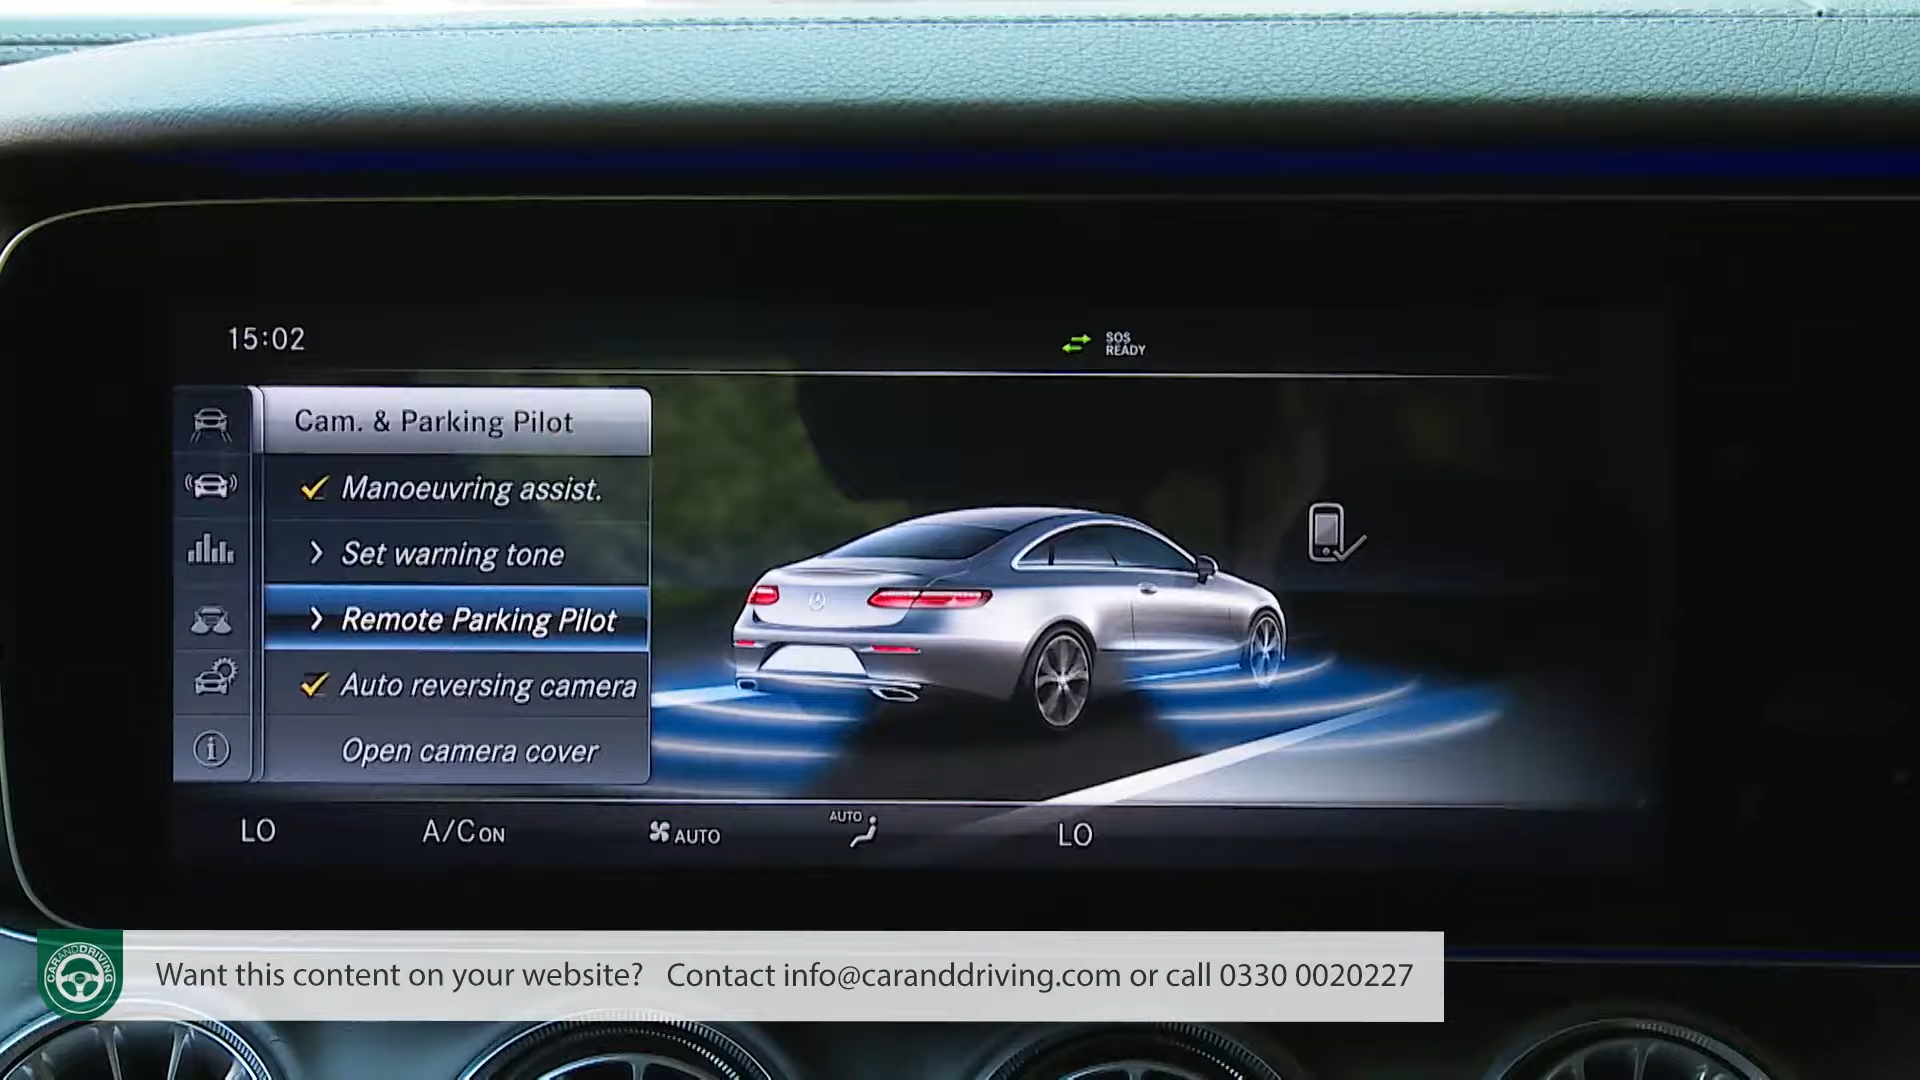 15:02
SOS
READY
Cam. & Parking Pilot
Manoeuvring assist.
Set warning tone
Remote Parking Pilot
Auto reversing camera
Open camera cover
LO
A/C ON
AUTO
AUTO
LO
CARANDDRIVING
Want this content on your website? Contact info@caranddriving.com or call 0330 0020227